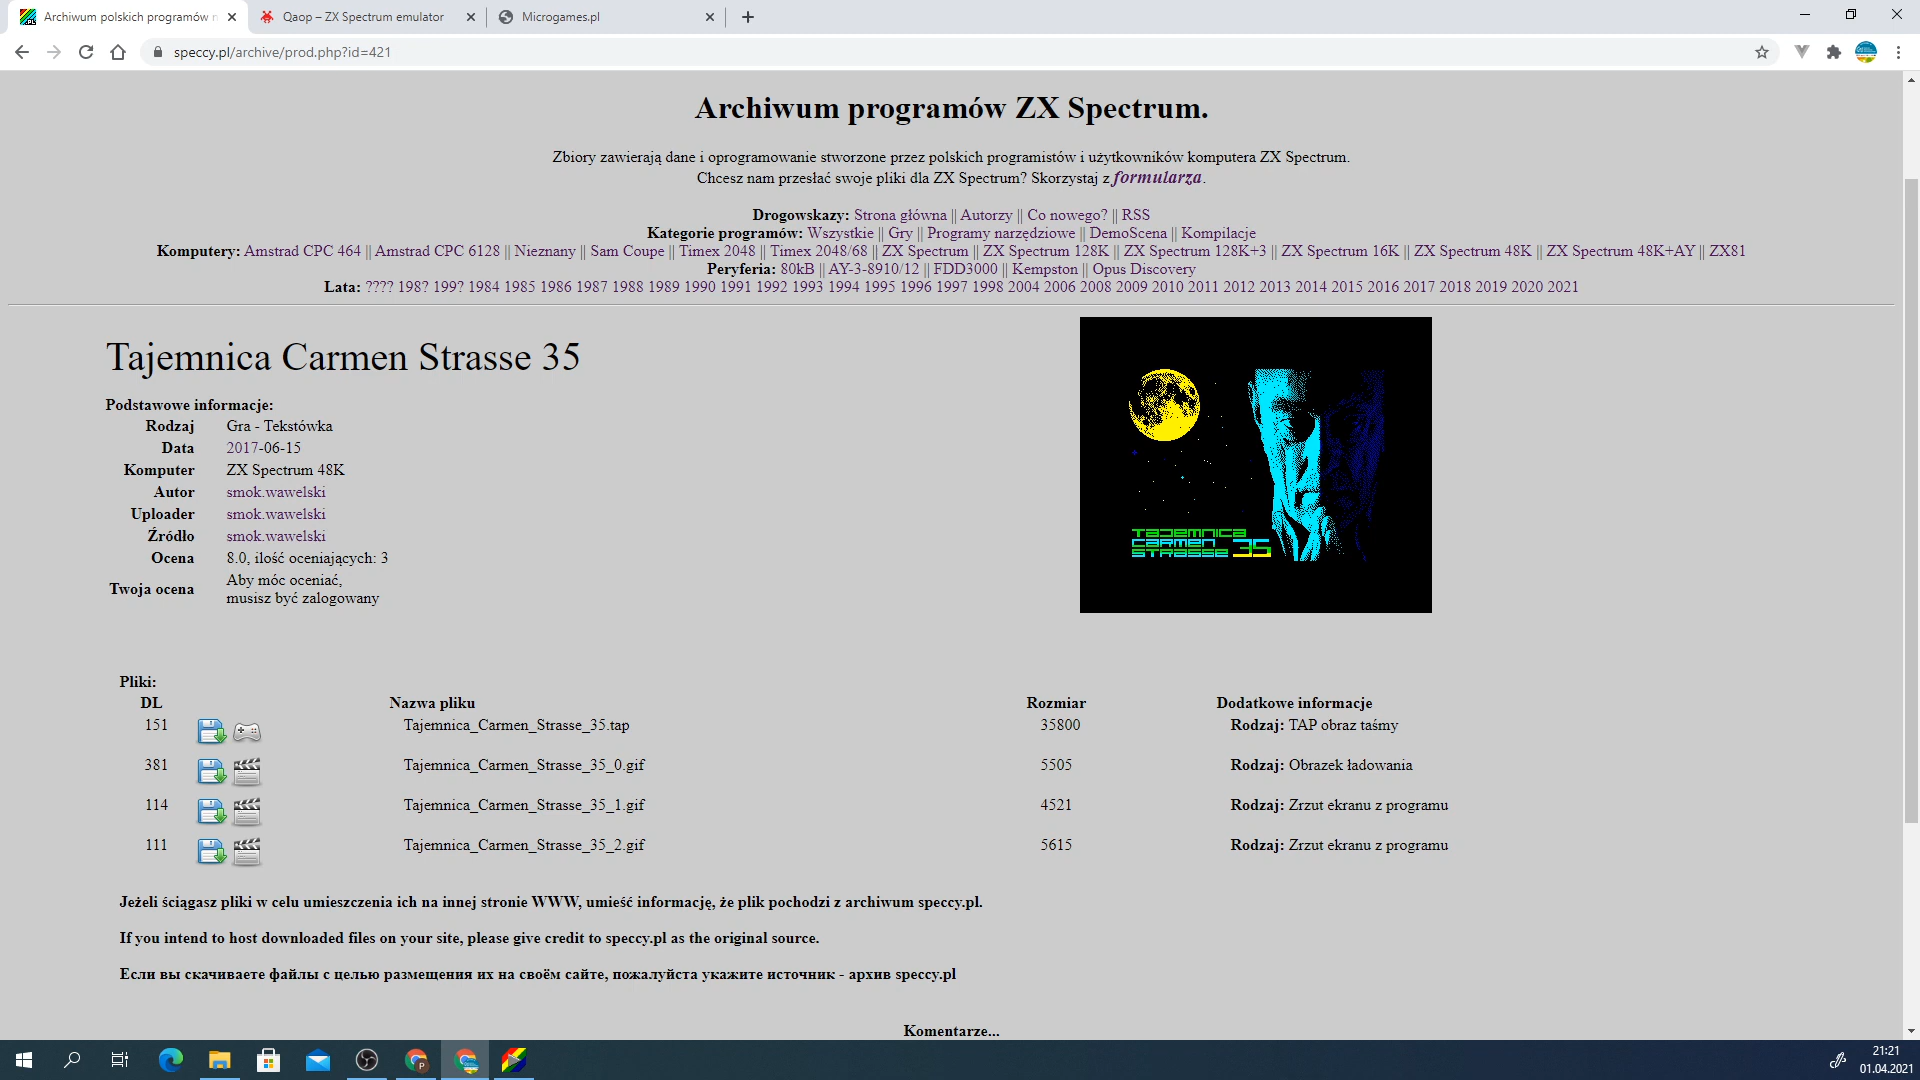 Archiwum polskich programów n
Qaop – ZX Spectrum emulator
Microgames.pl
speccy.pl/archive/prod.php?id=421
Archiwum programów ZX Spectrum.
Zbiory zawierają dane i oprogramowanie stworzone przez polskich programistów i użytkowników komputera ZX Spectrum.
Chcesz nam przesłać swoje pliki dla ZX Spectrum? Skorzystaj z formularza.
Drogowskazy: Strona główna || Autorzy || Co nowego? || RSS
Kategorie programów: Wszystkie || Gry || Programy narzędziowe || DemoScena || Kompilacje
Komputery: Amstrad CPC 464 || Amstrad CPC 6128 || Nieznany || Sam Coupe || Timex 2048 || Timex 2048/68 || ZX Spectrum || ZX Spectrum 128K || ZX Spectrum 128K+3 || ZX Spectrum 16K || ZX Spectrum 48K || ZX Spectrum 48K+AY || ZX81
Peryferia: 80kB || AY-3-8910/12 || FDD3000 || Kempston || Opus Discovery
Lata: ???? 198? 199? 1984 1985 1986 1987 1988 1989 1990 1991 1992 1993 1994 1995 1996 1997 1998 2004 2006 2008 2009 2010 2011 2012 2013 2014 2015 2016 2017 2018 2019 2020 2021
Tajemnica Carmen Strasse 35
Podstawowe informacje:
Rodzaj Gra - Tekstówka
Data 2017-06-15
Komputer ZX Spectrum 48K
Autor smok.wawelski
Uploader smok.wawelski
Źródło smok.wawelski
Ocena 8.0, ilość oceniających: 3
Twoja ocena Aby móc oceniać,
musisz być zalogowany
TAJEMNICA
CARMEN
STRASSE 35
Pliki:
DL Nazwa pliku Rozmiar Dodatkowe informacje
151 Tajemnica_Carmen_Strasse_35.tap 35800 Rodzaj: TAP obraz taśmy
381 Tajemnica_Carmen_Strasse_35_0.gif 5505 Rodzaj: Obrazek ładowania
114 Tajemnica_Carmen_Strasse_35_1.gif 4521 Rodzaj: Zrzut ekranu z programu
111 Tajemnica_Carmen_Strasse_35_2.gif 5615 Rodzaj: Zrzut ekranu z programu
Jeżeli ściągasz pliki w celu umieszczenia ich na innej stronie WWW, umieść informację, że plik pochodzi z archiwum speccy.pl.
If you intend to host downloaded files on your site, please give credit to speccy.pl as the original source.
Если вы скачиваете файлы с целью размещения их на своём сайте, пожалуйста укажите источник - архив speccy.pl
Komentarze...
21:21
01.04.2021